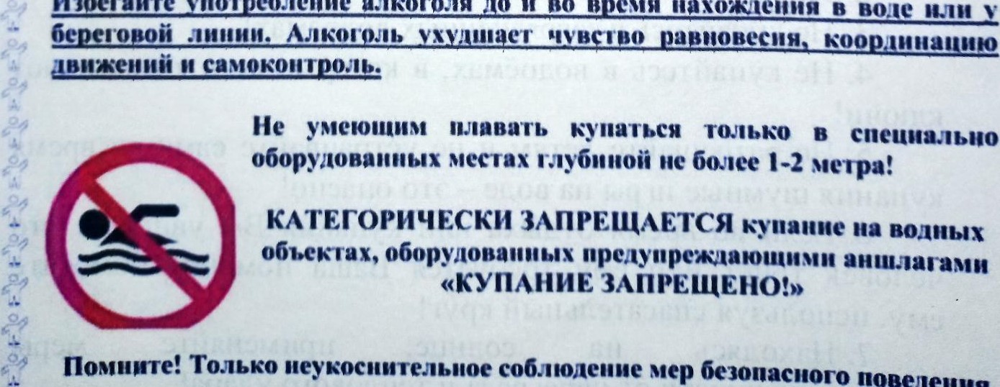 Избегайте употребление алкоголя до и во время нахождения в воде или у
береговой линии. Алкоголь ухудшает чувство равновесия, координацию
движений и самоконтроль.
Не умеющим плавать купаться только в специально
оборудованных местах глубиной не более 1-2 метра!
КАТЕГОРИЧЕСКИ ЗАПРЕЩАЕТСЯ купание на водных
объектах, оборудованных предупреждающими аншлагами
«КУПАНИЕ ЗАПРЕЩЕНО!»
Помните! Только неукоснительное соблюдение мер безопасного поведения